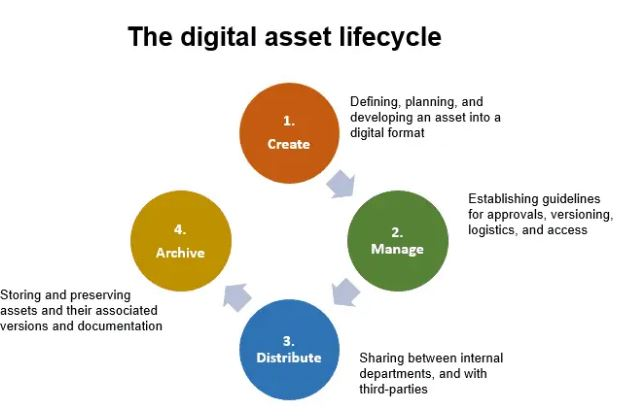 The digital asset lifecycle
1.
Create
Defining, planning, and
developing an asset into a
digital format
2.
Manage
Establishing guidelines
for approvals, versioning,
logistics, and access
3.
Distribute
Sharing between internal
departments, and with
third-parties
4.
Archive
Storing and preserving
assets and their associated
versions and documentation